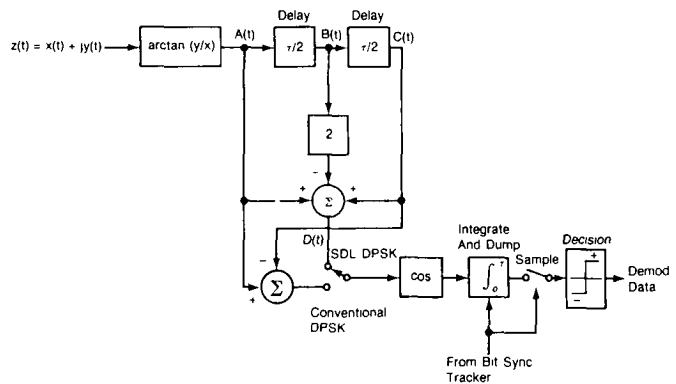 Delay
Delay
z(t) = x(t) + jy(t)
arctan (y/x)
A(t)
τ/2
B(t)
τ/2
C(t)
2
−
+
+
Σ
D(t)
−
+
Σ
SDL DPSK
Conventional
DPSK
cos
Integrate
And Dump
∫₀τ
Sample
Decision
+
−
Demod
Data
From Bit Sync
Tracker